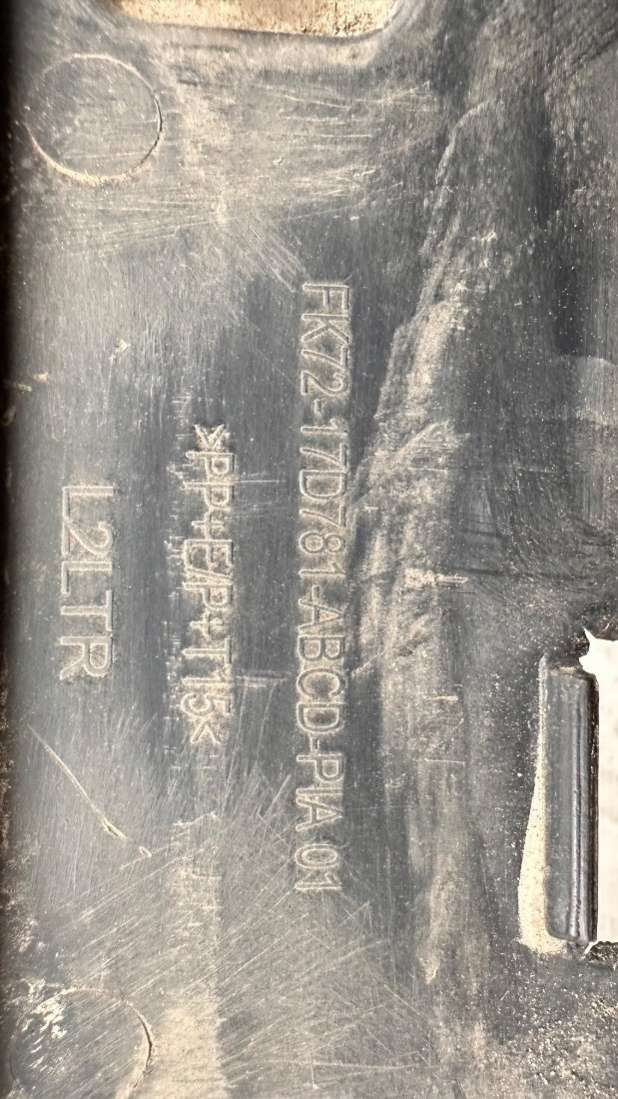 FK72-17D781-ABCD-PIA 01
>PP+E/P-T15<
L2LTR